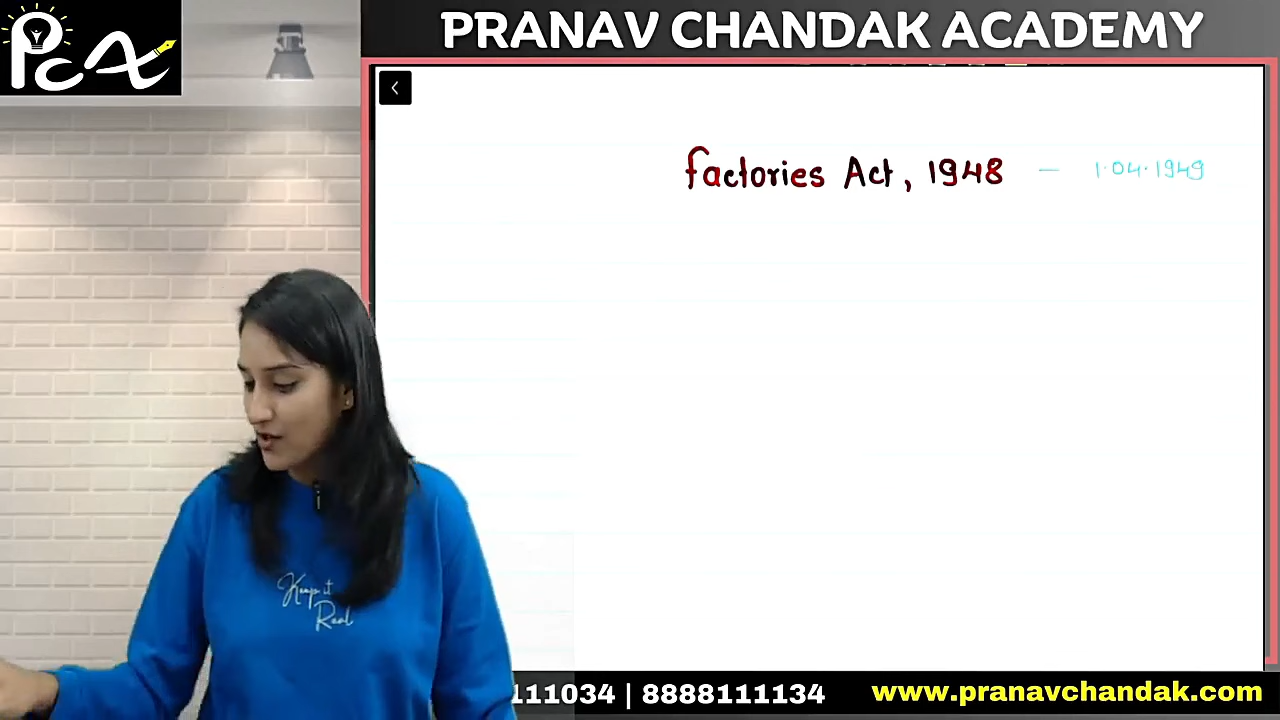 PCA
PRANAV CHANDAK ACADEMY
factories Act, 1948 — 1.04.1949
Keep it
Real
111034 | 8888111134
www.pranavchandak.com